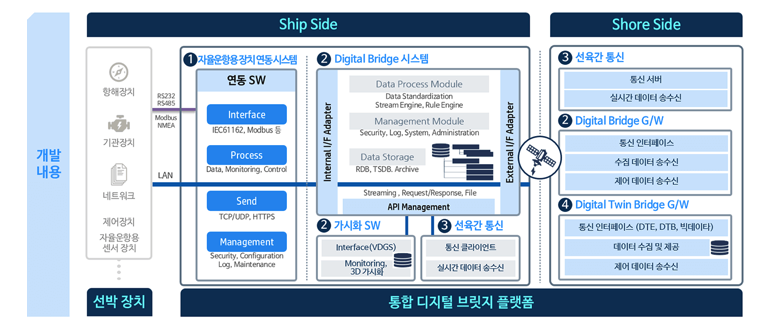 Ship Side
Shore Side
개발
내용
항해장치
기관장치
네트워크
제어장치
자율운항용
센서 장치
선박 장치
RS232
RS485
Modbus
NMEA
LAN
1 자율운항용 장치 연동 시스템
연동 SW
Interface
IEC61162, Modbus 등
Process
Data, Monitoring, Control
Send
TCP/UDP, HTTPS
Management
Security, Configuration
Log, Maintenance
2 Digital Bridge 시스템
Internal I/F Adapter
Data Process Module
Data Standardization
Stream Engine, Rule Engine
Management Module
Security, Log, System, Administration
Data Storage
RDB, TSDB. Archive
External I/F Adapter
Streaming , Request/Response, File
API Management
2 가시화 SW
Interface(VDGS)
Monitoring,
3D 가시화
3 선육간 통신
통신 클라이언트
실시간 데이터 송수신
3 선육간 통신
통신 서버
실시간 데이터 송수신
2 Digital Bridge G/W
통신 인터페이스
수집 데이터 송수신
제어 데이터 송수신
4 Digital Twin Bridge G/W
통신 인터페이스 (DTE, DTB, 빅데이터)
데이터 수집 및 제공
제어 데이터 송수신
통합 디지털 브릿지 플랫폼